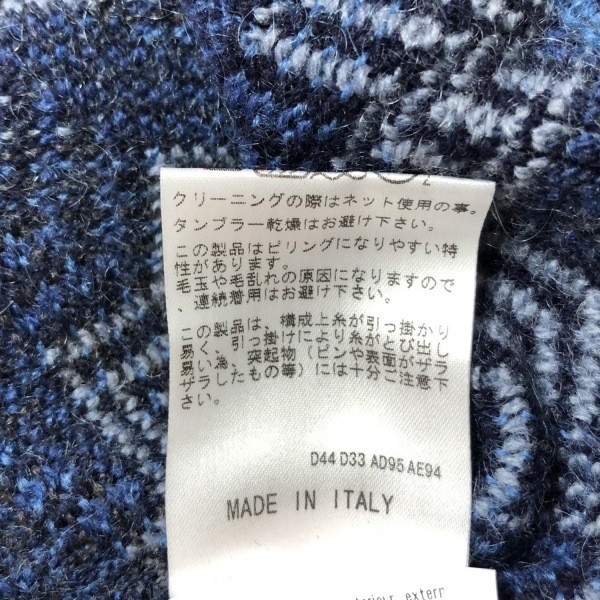 クリーニングの際はネット使用の事。
タンブラー乾燥はお避け下さい。
この製品はピリングになりやすい特
性があります。
毛玉や毛乱れの原因になりますので
、連続着用はお避け下さい。
この製品は、構成上糸が引っ掛かり
易く、引っ掛けにより糸がとび出し
易い為、突起物（ピンや表面がザラ
ザラしたもの等）には十分ご注意下
さい。
D44 D33 AD95 AE94
MADE IN ITALY
extern